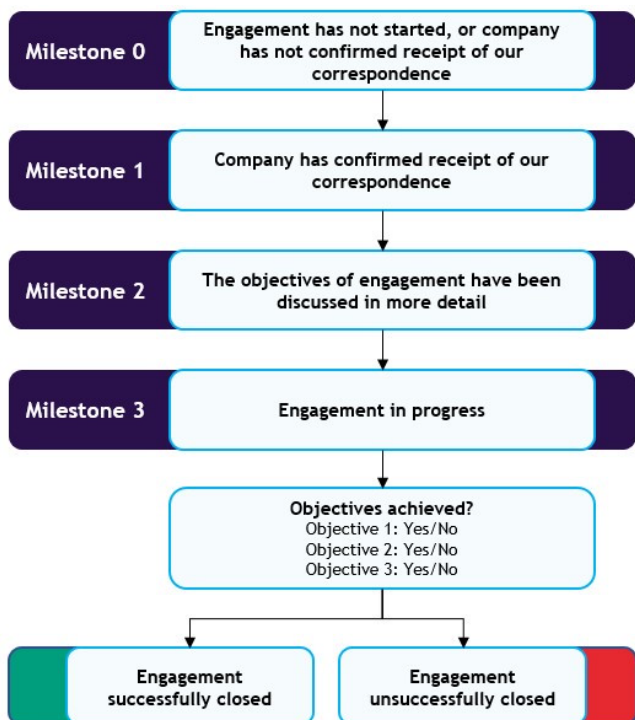 Milestone 0
Engagement has not started, or company
has not confirmed receipt of our
correspondence
Milestone 1
Company has confirmed receipt of our
correspondence
Milestone 2
The objectives of engagement have been
discussed in more detail
Milestone 3
Engagement in progress
Objectives achieved?
Objective 1: Yes/No
Objective 2: Yes/No
Objective 3: Yes/No
Engagement
successfully closed
Engagement
unsuccessfully closed